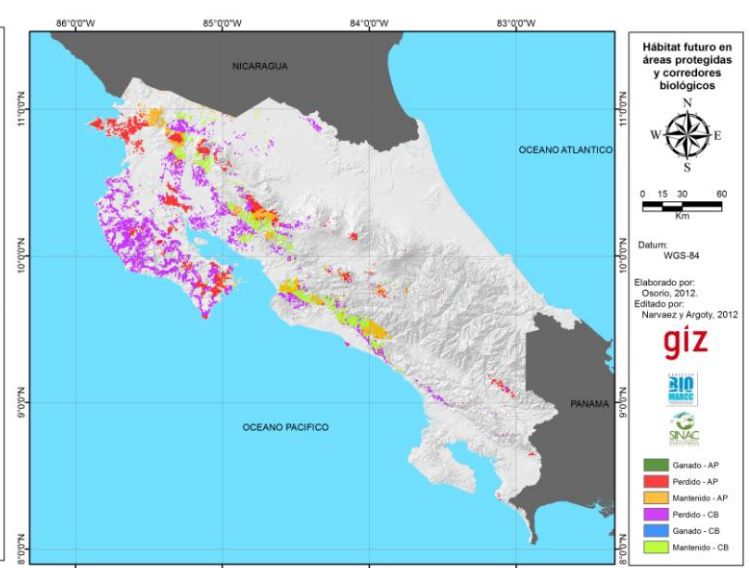 86°0'0"W 85°0'0"W 84°0'0"W 83°0'0"W
11°0'0"N
10°0'0"N
9°0'0"N
8°0'0"N
NICARAGUA
OCEANO ATLANTICO
OCEANO PACIFICO
PANAMA
11°0'0"N
10°0'0"N
9°0'0"N
8°0'0"N
Hábitat futuro en
áreas protegidas
y corredores
biológicos
N
W E
S
0 15 30 60
Km
Datum:
WGS-84
Elaborado por:
Osorio, 2012.
Editado por:
Narvaez y Argoty, 2012
giz
BIO
MARCC
SINAC
Ganado - AP
Perdido - AP
Mantenido - AP
Perdido - CB
Ganado - CB
Mantenido - CB